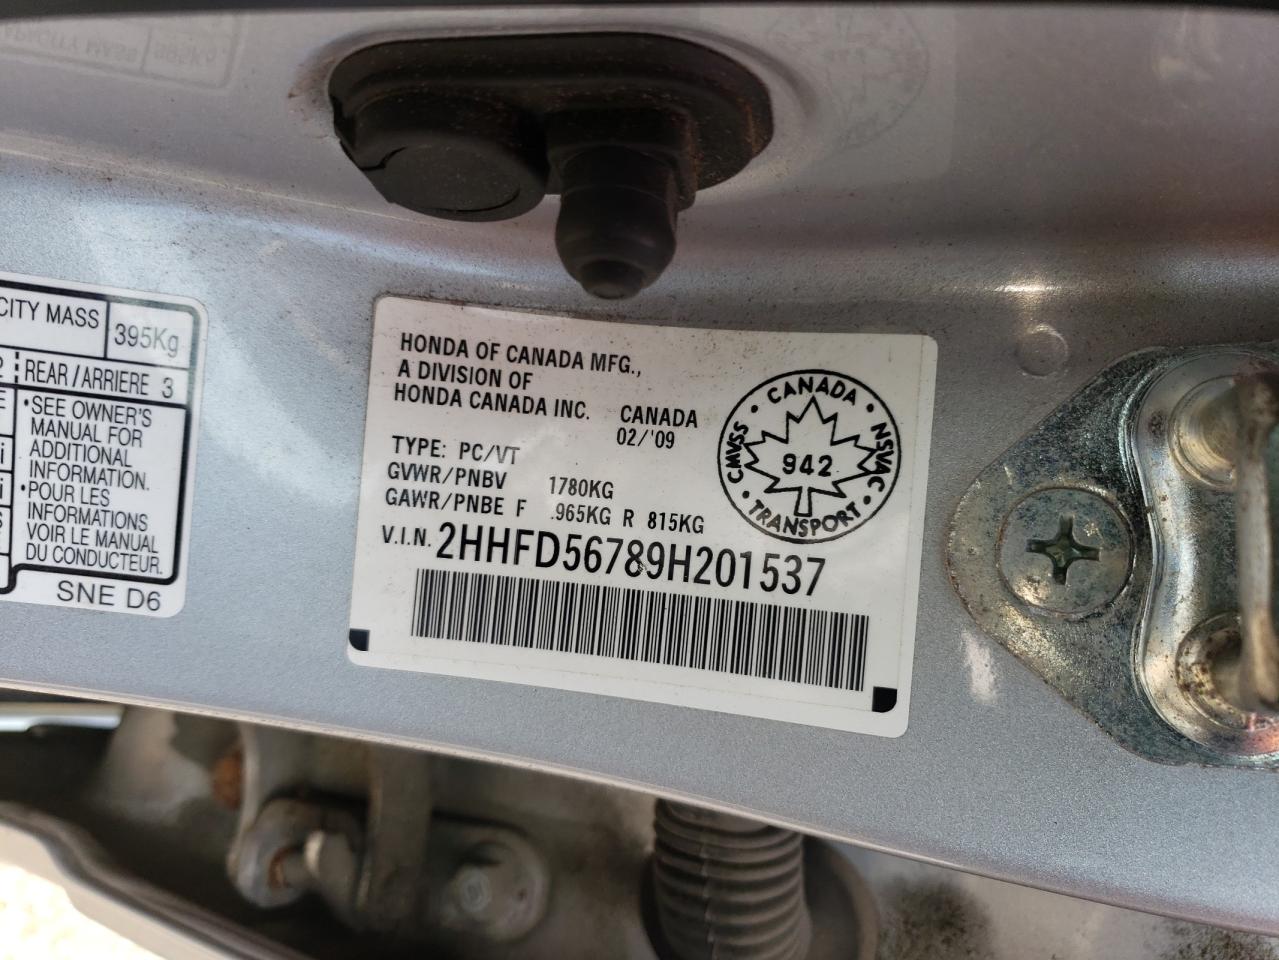 CITY MASS 395Kg
REAR/ARRIERE 3
•SEE OWNER'S
MANUAL FOR
ADDITIONAL
INFORMATION.
•POUR LES
INFORMATIONS
VOIR LE MANUAL
DU CONDUCTEUR.
SNE D6
HONDA OF CANADA MFG.,
A DIVISION OF
HONDA CANADA INC. CANADA
02/'09
TYPE: PC/VT
GVWR/PNBV 1780KG
GAWR/PNBE F .965KG R 815KG
V.I.N. 2HHFD56789H201537
CANADA • NSVAC • TRANSPORT • CMVSS •
942